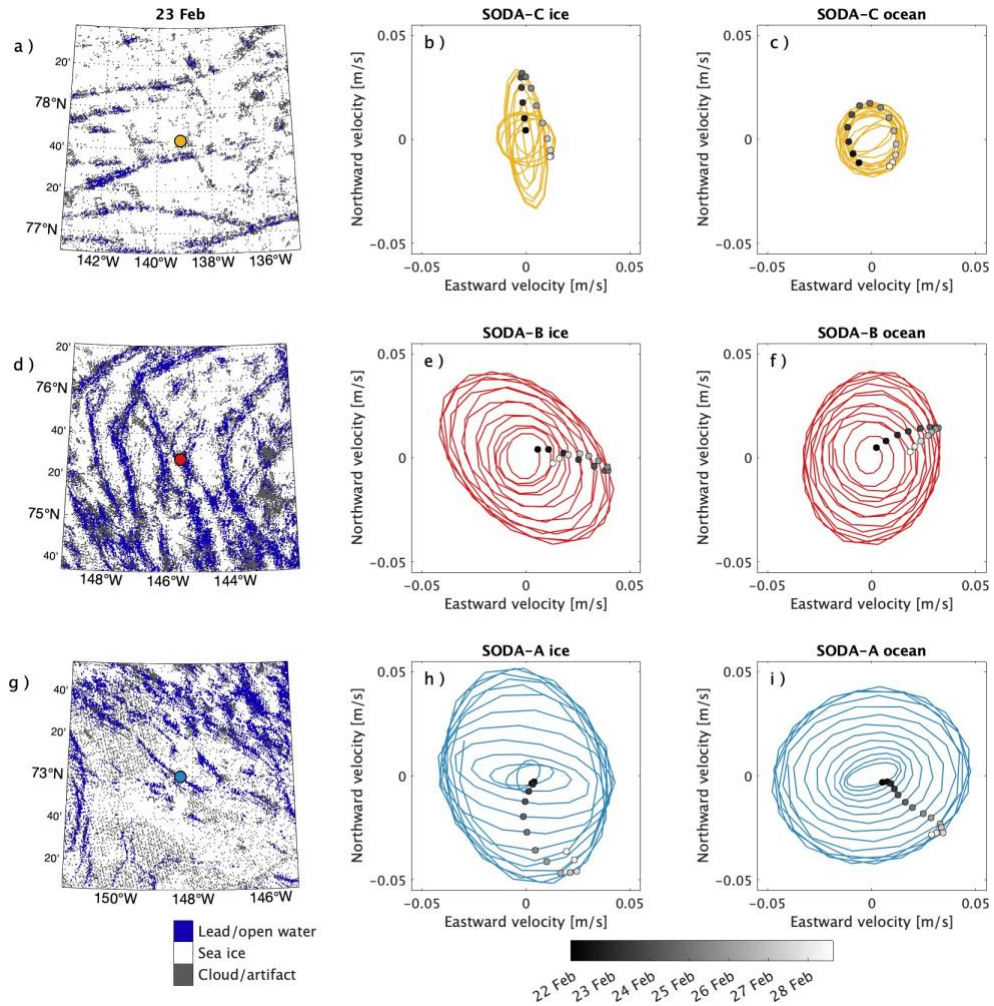 23 Feb
SODA-C ice
SODA-C ocean
a )
b )
c )
20'
78°N
40'
20'
77°N
142°W 140°W 138°W 136°W
Northward velocity [m/s]
0.05
0
-0.05
-0.05 0 0.05
Eastward velocity [m/s]
Northward velocity [m/s]
0.05
0
-0.05
-0.05 0 0.05
Eastward velocity [m/s]
SODA-B ice
SODA-B ocean
d )
e )
f )
20'
76°N
40'
20'
75°N
40'
148°W 146°W 144°W
Northward velocity [m/s]
0.05
0
-0.05
-0.05 0 0.05
Eastward velocity [m/s]
Northward velocity [m/s]
0.05
0
-0.05
-0.05 0 0.05
Eastward velocity [m/s]
SODA-A ice
SODA-A ocean
g )
h )
i )
40'
20'
73°N
40'
20'
150°W 148°W 146°W
Northward velocity [m/s]
0.05
0
-0.05
-0.05 0 0.05
Eastward velocity [m/s]
Northward velocity [m/s]
0.05
0
-0.05
-0.05 0 0.05
Eastward velocity [m/s]
Lead/open water
Sea ice
Cloud/artifact
22 Feb
23 Feb
24 Feb
25 Feb
26 Feb
27 Feb
28 Feb